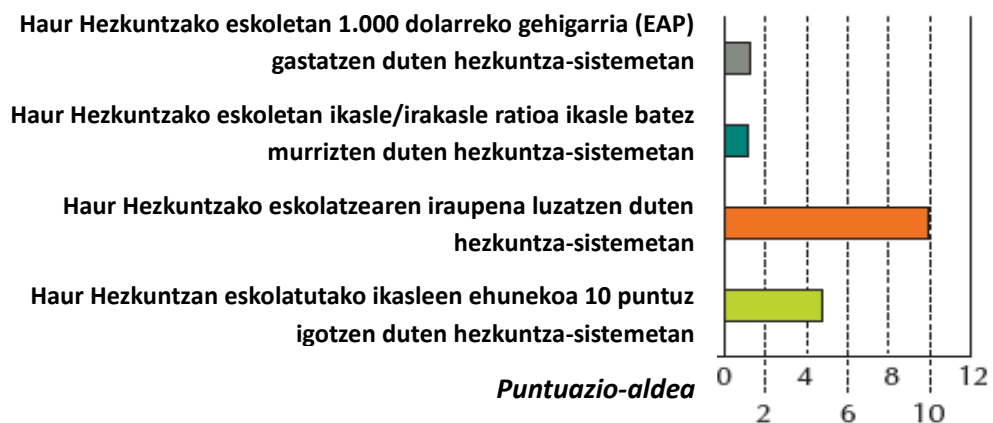 Haur Hezkuntzako eskoletan 1.000 dolarreko gehigarria (EAP)
gastatzen duten hezkuntza-sistemetan
Haur Hezkuntzako eskoletan ikasle/irakasle ratioa ikasle batez
murrizten duten hezkuntza-sistemetan
Haur Hezkuntzako eskolatzearen iraupena luzatzen duten
hezkuntza-sistemetan
Haur Hezkuntzan eskolatutako ikasleen ehunekoa 10 puntuz
igotzen duten hezkuntza-sistemetan
Puntuazio-aldea
0 4 8 12
2 6 10